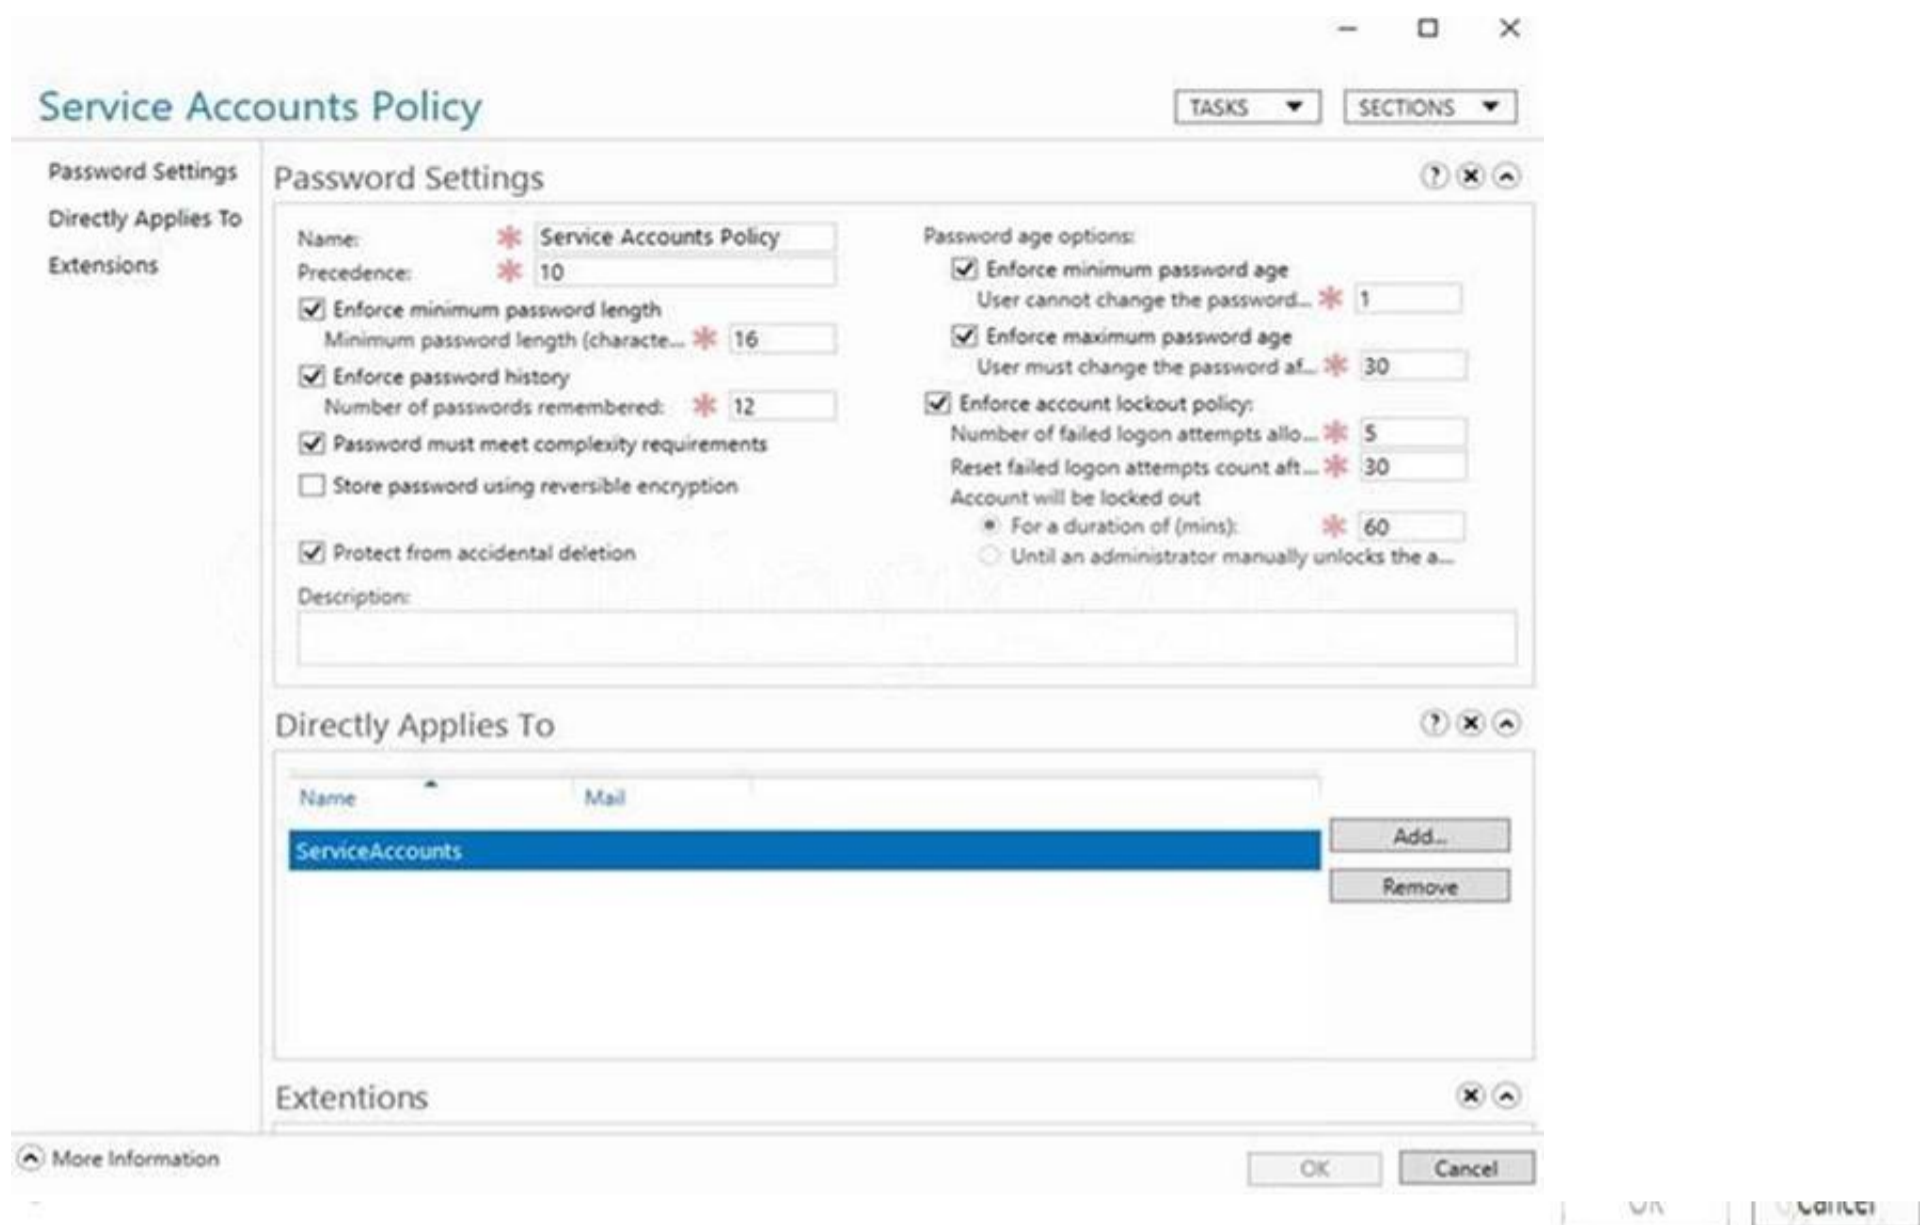 Service Accounts Policy
TASKS
SECTIONS
Password Settings
Directly Applies To
Extensions
Password Settings
Name: * Service Accounts Policy
Precedence: * 10
Enforce minimum password length
Minimum password length (characte... * 16
Enforce password history
Number of passwords remembered: * 12
Password must meet complexity requirements
Store password using reversible encryption
Protect from accidental deletion
Description:
Password age options:
Enforce minimum password age
User cannot change the password... * 1
Enforce maximum password age
User must change the password af... * 30
Enforce account lockout policy:
Number of failed logon attempts allo... * 5
Reset failed logon attempts count aft... * 30
Account will be locked out
For a duration of (mins): * 60
Until an administrator manually unlocks the a...
Directly Applies To
Name Mail
ServiceAccounts
Add...
Remove
Extentions
More Information
OK Cancel
Cancel